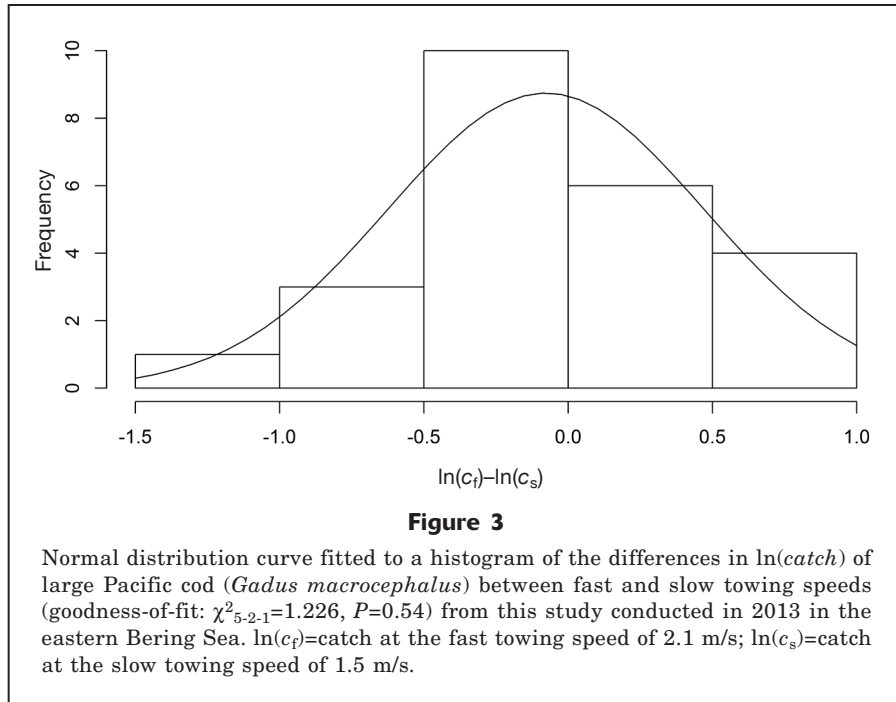 10
8
6
4
2
0
Frequency
-1.5 -1.0 -0.5 0.0 0.5 1.0
ln(cf)–ln(cs)
Figure 3
Normal distribution curve fitted to a histogram of the differences in ln(catch) of
large Pacific cod (Gadus macrocephalus) between fast and slow towing speeds
(goodness-of-fit: χ²5-2-1=1.226, P=0.54) from this study conducted in 2013 in the
eastern Bering Sea. ln(cf)=catch at the fast towing speed of 2.1 m/s; ln(cs)=catch
at the slow towing speed of 1.5 m/s.